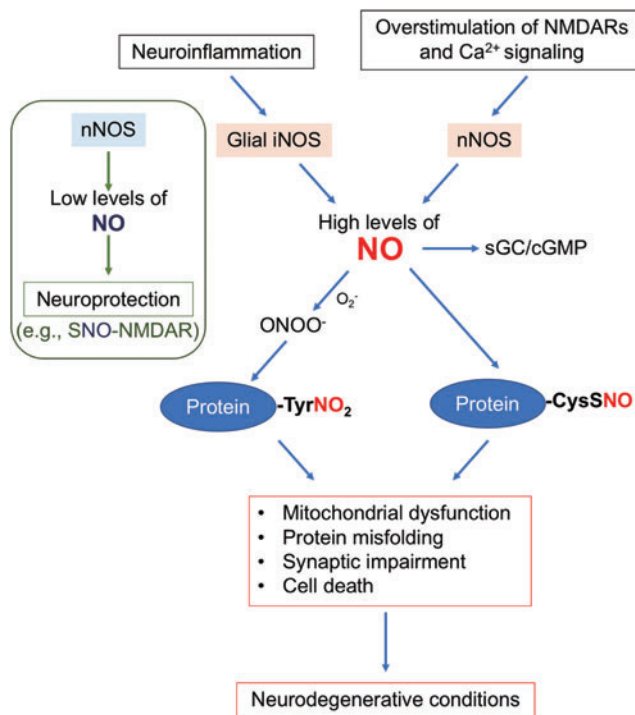 Neuroinflammation
Overstimulation of NMDARs
and Ca²⁺ signaling
nNOS
Low levels of
NO
Neuroprotection
(e.g., SNO-NMDAR)
Glial iNOS
nNOS
High levels of
NO
sGC/cGMP
O₂⁻
ONOO⁻
Protein -TyrNO₂
Protein -CysSNO
• Mitochondrial dysfunction
• Protein misfolding
• Synaptic impairment
• Cell death
Neurodegenerative conditions